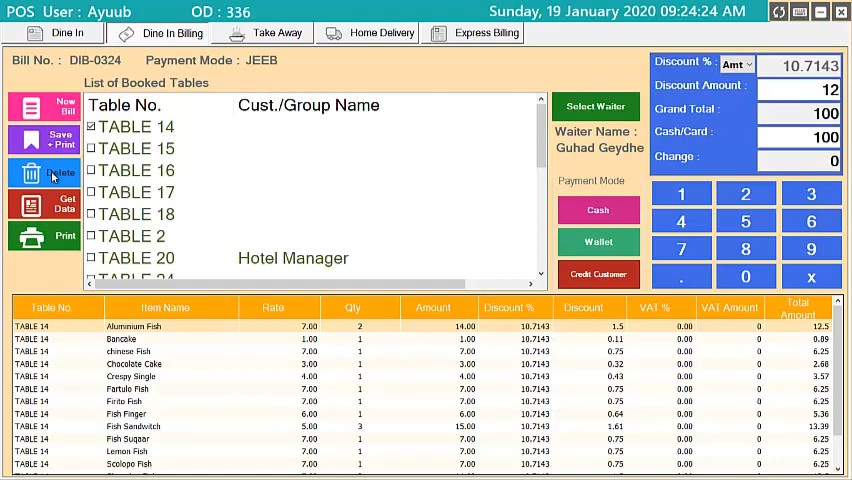 POS User : Ayuub OD : 336 Sunday, 19 January 2020 09:24:24 AM
Dine In Dine In Billing Take Away Home Delivery Express Billing
Bill No. : DIB-0324 Payment Mode : JEEB
List of Booked Tables
New Bill
Save + Print
Delete
Get Data
Print
Table No. Cust./Group Name
TABLE 14
TABLE 15
TABLE 16
TABLE 17
TABLE 18
TABLE 2
TABLE 20 Hotel Manager
Select Waiter
Waiter Name :
Guhad Geydhe
Payment Mode
Cash
Wallet
Credit Customer
Discount % : Amt 10.7143
Discount Amount : 12
Grand Total : 100
Cash/Card : 100
Change : 0
1 2 3
4 5 6
7 8 9
. 0 x
Table No. Item Name Rate Qty Amount Discount % Discount VAT % VAT Amount Total Amount
TABLE 14 Aluminium Fish 7.00 2 14.00 10.7143 1.5 0.00 0 12.5
TABLE 14 Bancake 1.00 1 1.00 10.7143 0.11 0.00 0 0.89
TABLE 14 chinese Fish 7.00 1 7.00 10.7143 0.75 0.00 0 6.25
TABLE 14 Chocolate Cake 3.00 1 3.00 10.7143 0.32 0.00 0 2.68
TABLE 14 Crespy Single 4.00 1 4.00 10.7143 0.43 0.00 0 3.57
TABLE 14 Fartulo Fish 7.00 1 7.00 10.7143 0.75 0.00 0 6.25
TABLE 14 Firito Fish 7.00 1 7.00 10.7143 0.75 0.00 0 6.25
TABLE 14 Fish Finger 6.00 1 6.00 10.7143 0.64 0.00 0 5.36
TABLE 14 Fish Sandwitch 5.00 3 15.00 10.7143 1.61 0.00 0 13.39
TABLE 14 Fish Suqaar 7.00 1 7.00 10.7143 0.75 0.00 0 6.25
TABLE 14 Lemon Fish 7.00 1 7.00 10.7143 0.75 0.00 0 6.25
TABLE 14 Scolopo Fish 7.00 1 7.00 10.7143 0.75 0.00 0 6.25